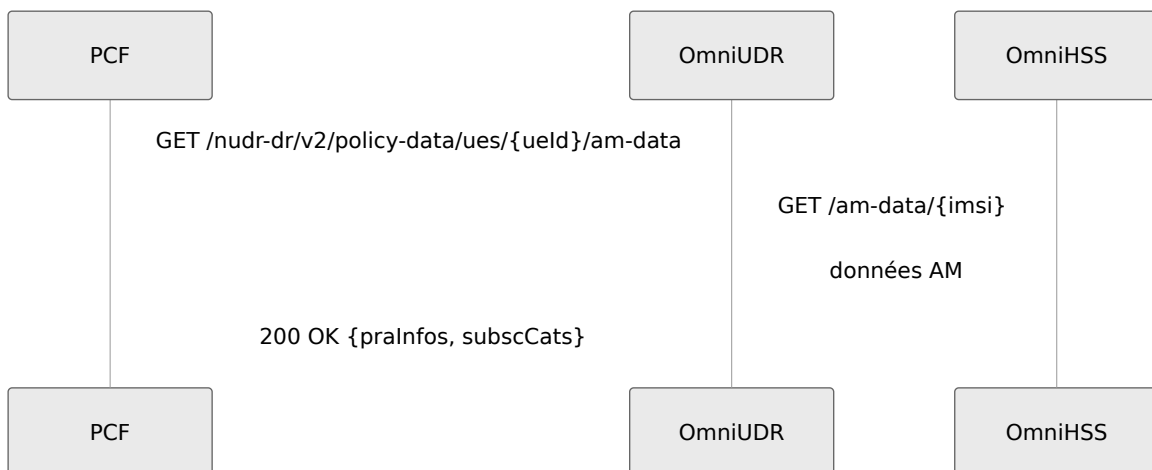 PCF
OmniUDR
OmniHSS
GET /nudr-dr/v2/policy-data/ues/{ueId}/am-data
GET /am-data/{imsi}
données AM
200 OK {praInfos, subscCats}
PCF
OmniUDR
OmniHSS